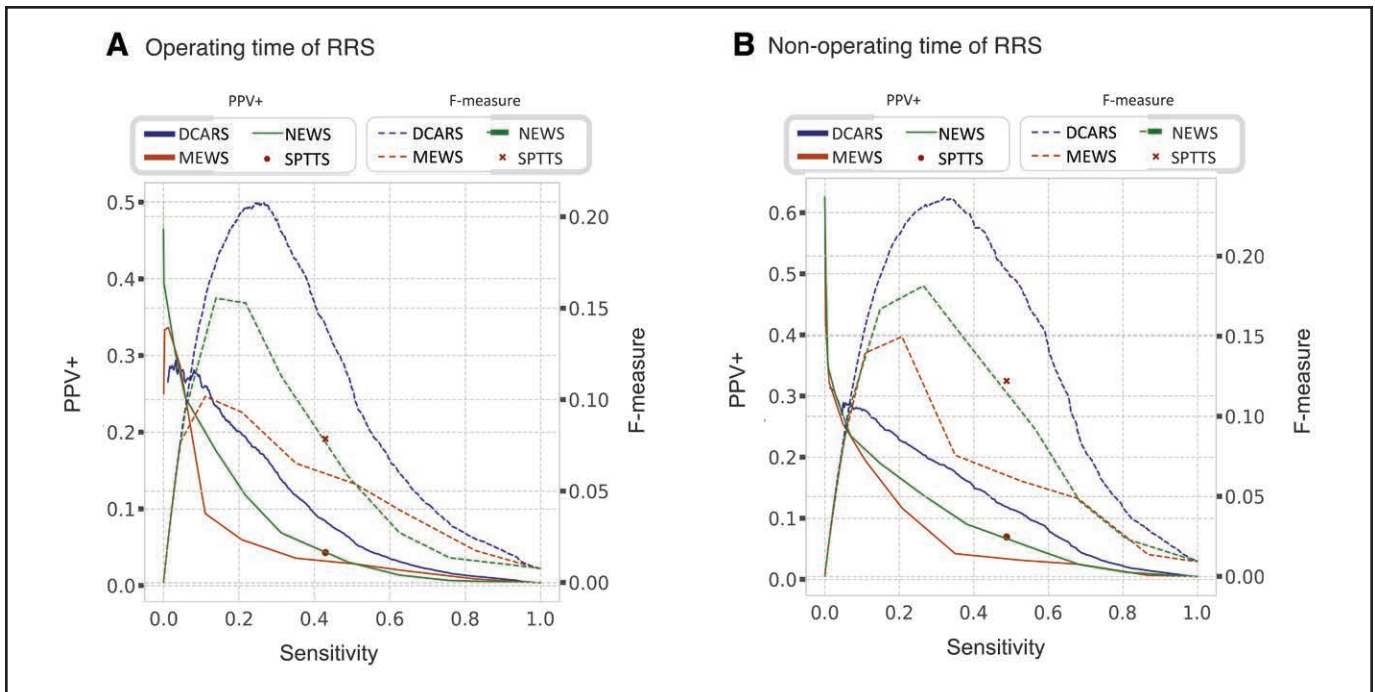 A Operating time of RRS
PPV+ F-measure
DCARS NEWS DCARS NEWS
MEWS SPTTS MEWS SPTTS
0.5
0.4
0.3
0.2
0.1
0.0
PPV+
0.20
0.15
0.10
0.05
0.00
F-measure
0.0 0.2 0.4 0.6 0.8 1.0
Sensitivity
B Non-operating time of RRS
PPV+ F-measure
DCARS NEWS DCARS NEWS
MEWS SPTTS MEWS SPTTS
0.6
0.5
0.4
0.3
0.2
0.1
0.0
PPV+
0.20
0.15
0.10
0.05
0.00
F-measure
0.0 0.2 0.4 0.6 0.8 1.0
Sensitivity